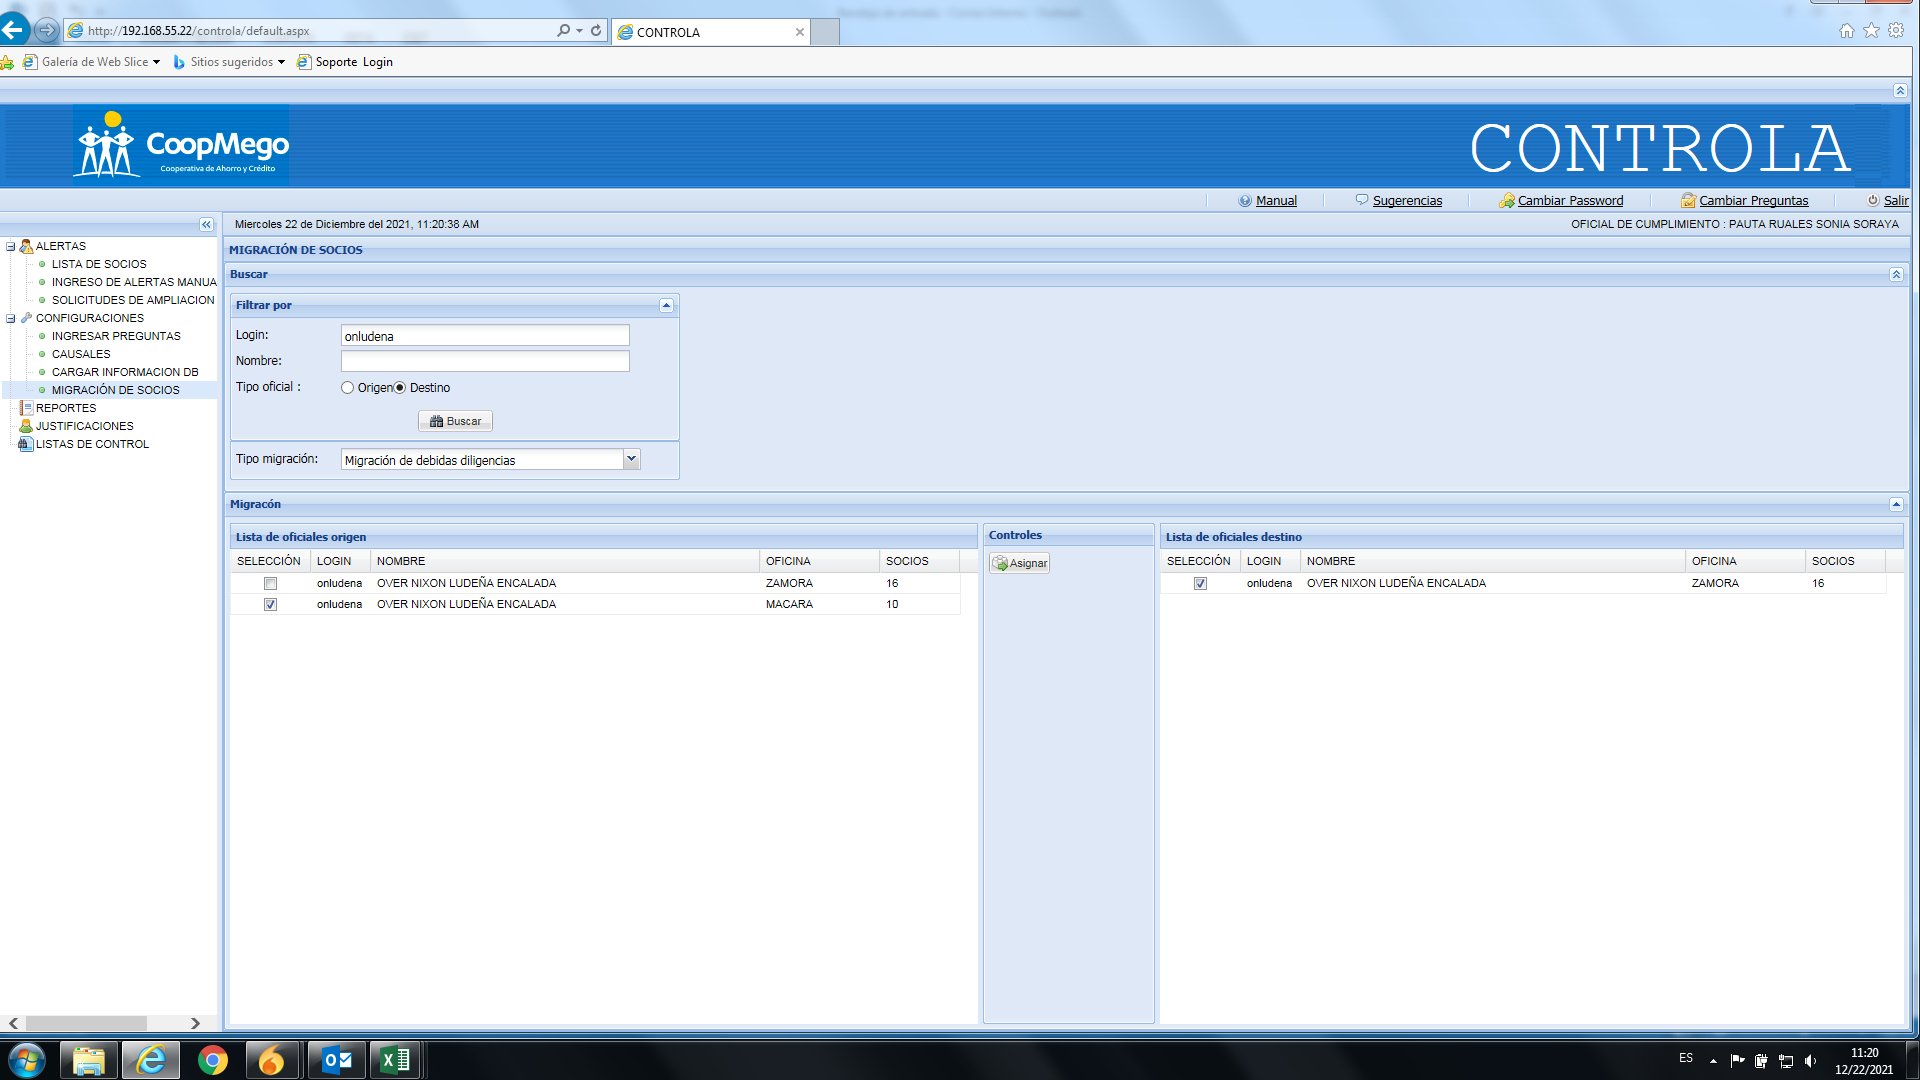 http://192.168.55.22/controla/default.aspx
CONTROLA
Galería de Web Slice
Sitios sugeridos
Soporte Login
CoopMego
Cooperativa de Ahorro y Crédito
CONTROLA
Manual
Sugerencias
Cambiar Password
Cambiar Preguntas
Salir
Miercoles 22 de Diciembre del 2021, 11:20:38 AM
OFICIAL DE CUMPLIMIENTO : PAUTA RUALES SONIA SORAYA
ALERTAS
LISTA DE SOCIOS
INGRESO DE ALERTAS MANUA
SOLICITUDES DE AMPLIACION
CONFIGURACIONES
INGRESAR PREGUNTAS
CAUSALES
CARGAR INFORMACION DB
MIGRACIÓN DE SOCIOS
REPORTES
JUSTIFICACIONES
LISTAS DE CONTROL
MIGRACIÓN DE SOCIOS
Buscar
Filtrar por
Login: onludena
Nombre:
Tipo oficial : Origen Destino
Buscar
Tipo migración: Migración de debidas diligencias
Migracón
Lista de oficiales origen
SELECCIÓN LOGIN NOMBRE OFICINA SOCIOS
onludena OVER NIXON LUDEÑA ENCALADA ZAMORA 16
onludena OVER NIXON LUDEÑA ENCALADA MACARA 10
Controles
Asignar
Lista de oficiales destino
SELECCIÓN LOGIN NOMBRE OFICINA SOCIOS
onludena OVER NIXON LUDEÑA ENCALADA ZAMORA 16
ES
11:20
12/22/2021